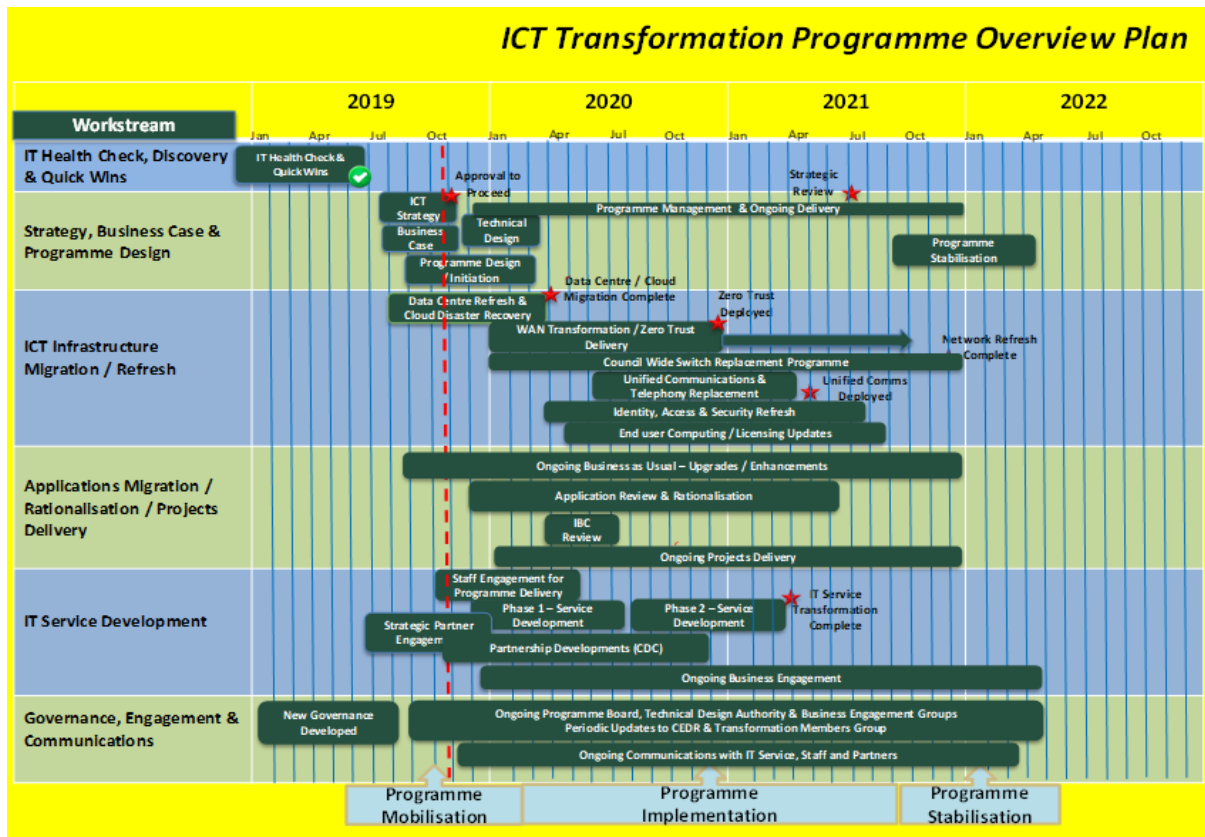 ICT Transformation Programme Overview Plan
2019
2020
2021
2022
Workstream
Jan
Apr
Jul
Oct
Jan
Apr
Jul
Oct
Jan
Apr
Jul
Oct
Jan
Oct
IT Health Check, Discovery
& Quick Wins
IT Health Check &
Quick Wins
Approval to
Proceed
Strategic
Review
Strategy, Business Case &
Programme Design
ICT
Strategy
Programme Management & Ongoing Delivery
Business
Case
Technical
Design
Programme
Stabilisation
Programme Design
/ Initiation
ICT Infrastructure
Migration / Refresh
Data Centre / Cloud
Migration Complete
Data Centre Refresh &
Cloud Disaster Recovery
Zero Trust
Deployed
WAN Transformation / Zero Trust
Delivery
Network Refresh
Complete
Council Wide Switch Replacement Programme
Unified Communications &
Telephony Replacement
Unified Comms
Deployed
Identity, Access & Security Refresh
End user Computing / Licensing Updates
Applications Migration /
Rationalisation / Projects
Delivery
Ongoing Business as Usual – Upgrades / Enhancements
Application Review & Rationalisation
IBC
Review
Ongoing Projects Delivery
IT Service Development
Staff Engagement for
Programme Delivery
Phase 1 – Service
Development
Phase 2 – Service
Development
IT Service
Transformation
Complete
Strategic Partner
Engagem
Partnership Developments (CDC)
Ongoing Business Engagement
Governance, Engagement &
Communications
New Governance
Developed
Ongoing Programme Board, Technical Design Authority & Business Engagement Groups
Periodic Updates to CEDR & Transformation Members Group
Ongoing Communications with IT Service, Staff and Partners
Programme
Mobilisation
Programme
Implementation
Programme
Stabilisation